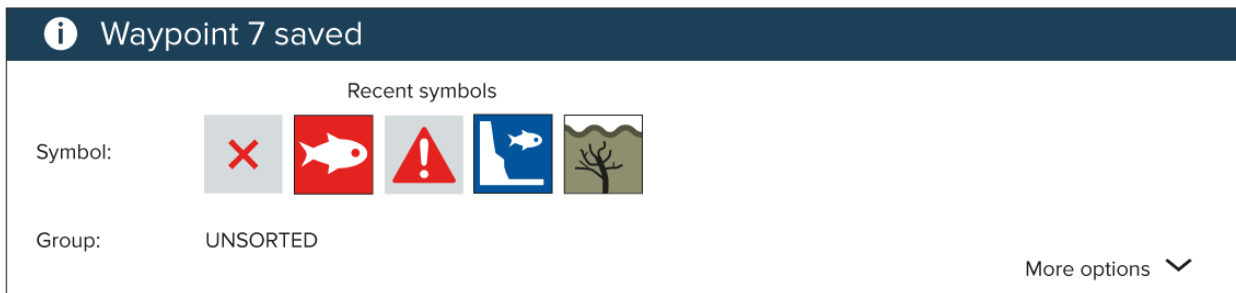 Waypoint 7 saved
Recent symbols
Symbol:
Group: UNSORTED
More options